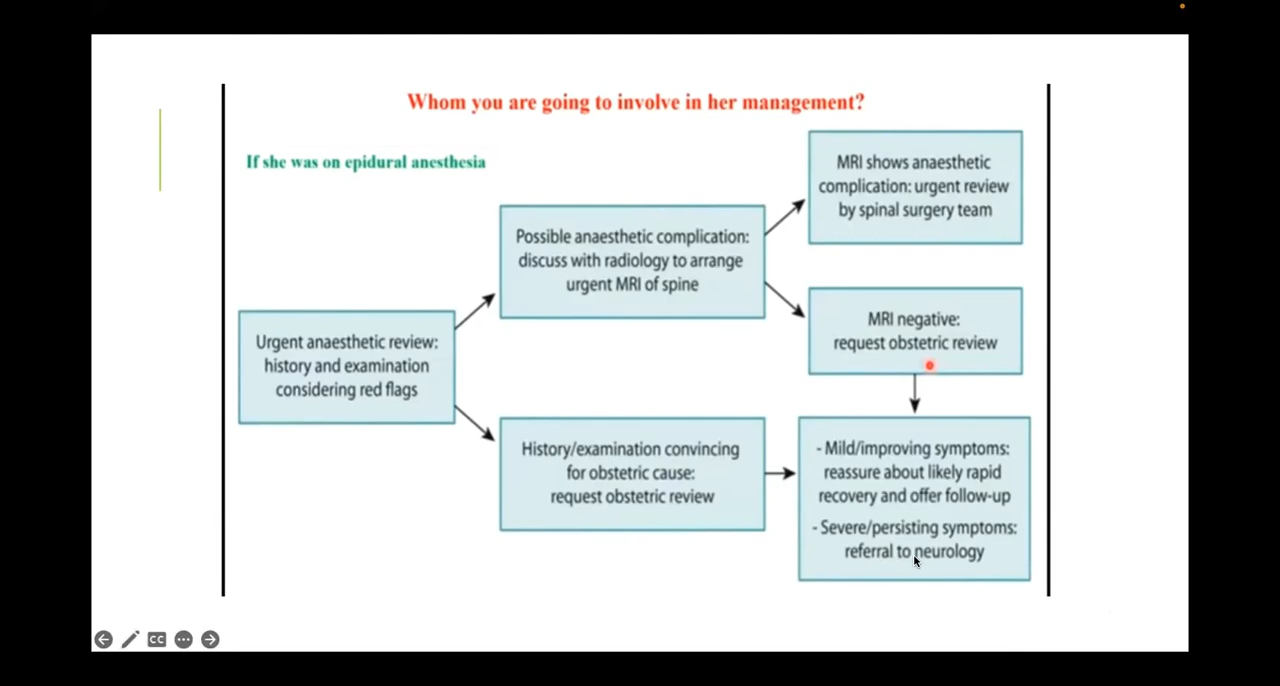 Whom you are going to involve in her management?
If she was on epidural anesthesia
MRI shows anaesthetic
complication: urgent review
by spinal surgery team
Possible anaesthetic complication:
discuss with radiology to arrange
urgent MRI of spine
MRI negative:
request obstetric review
Urgent anaesthetic review:
history and examination
considering red flags
History/examination convincing
for obstetric cause:
request obstetric review
- Mild/improving symptoms:
reassure about likely rapid
recovery and offer follow-up
- Severe/persisting symptoms:
referral to neurology
CC